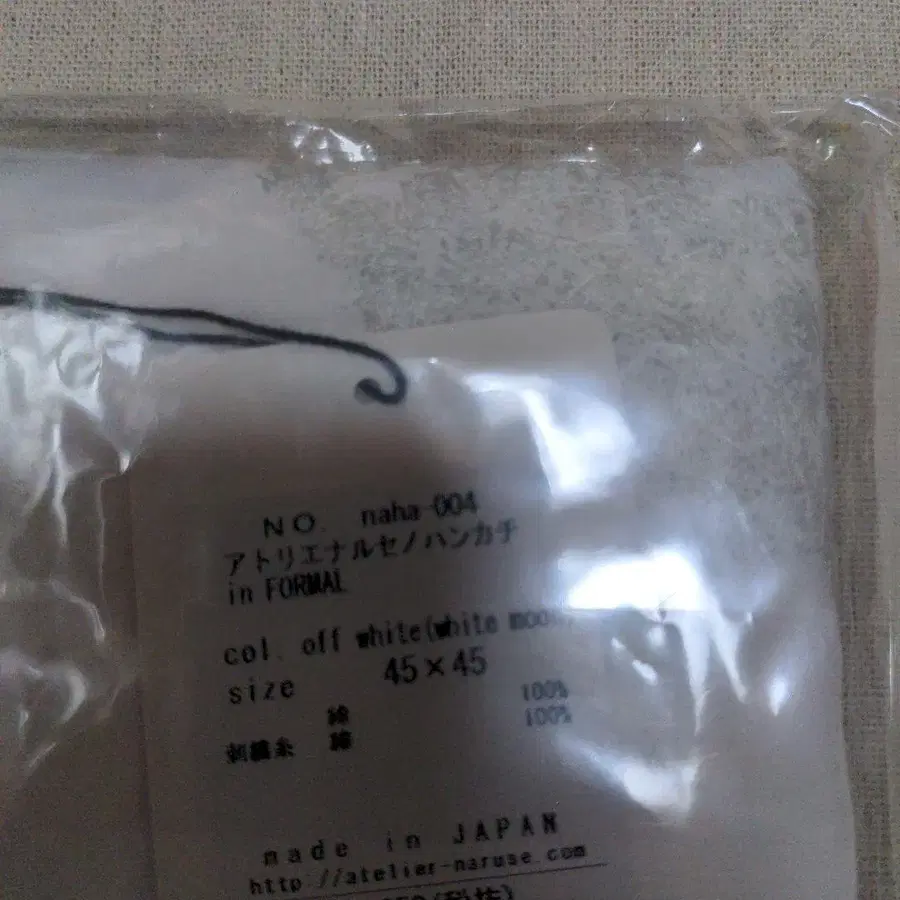 NO. naha-004
アトリエナルセノハンカチ
in FORMAL
col. off white(white
size 45×45
綿 100%
刺繍糸 綿 100%
made in JAPAN
http://atelier-naruse.com